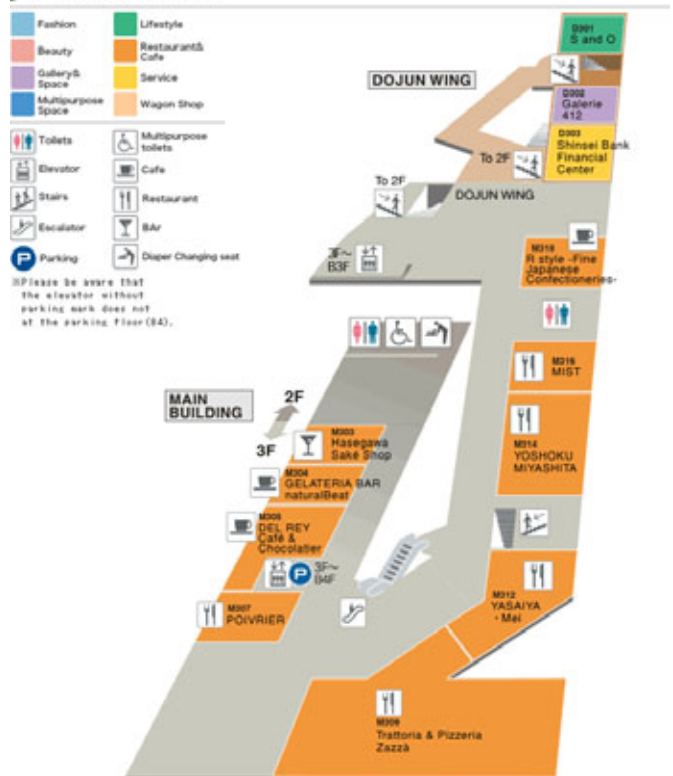 Fashion
Lifestyle
Beauty
Restaurant&
Cafe
Gallery&
Space
Service
Multipurpose
Space
Wagon Shop
Toilets
Multipurpose
toilets
Elevator
Cafe
Stairs
Restaurant
Escalator
BAr
P
Parking
Diaper Changing seat
※Please be aware that
the elevator without
parking mark does not
at the parking floor(B4).
D301
S and O
DOJUN WING
D302
Galerie
412
D303
Shinsei Bank
Financial
Center
To 2F
To 2F
DOJUN WING
3F～
B3F
M318
R style -Fine
Japanese
Confectioneries-
M316
MIST
MAIN
BUILDING
2F
3F
M303
Hasegawa
Saké Shop
M314
YOSHOKU
MIYASHITA
M304
GELATERIA BAR
naturalBeat
M305
DEL REY
Café &
Chocolatier
P
3F～
B4F
M307
POIVRIER
M312
YASAIYA
・Mei
M309
Trattoria & Pizzeria
Zazzà